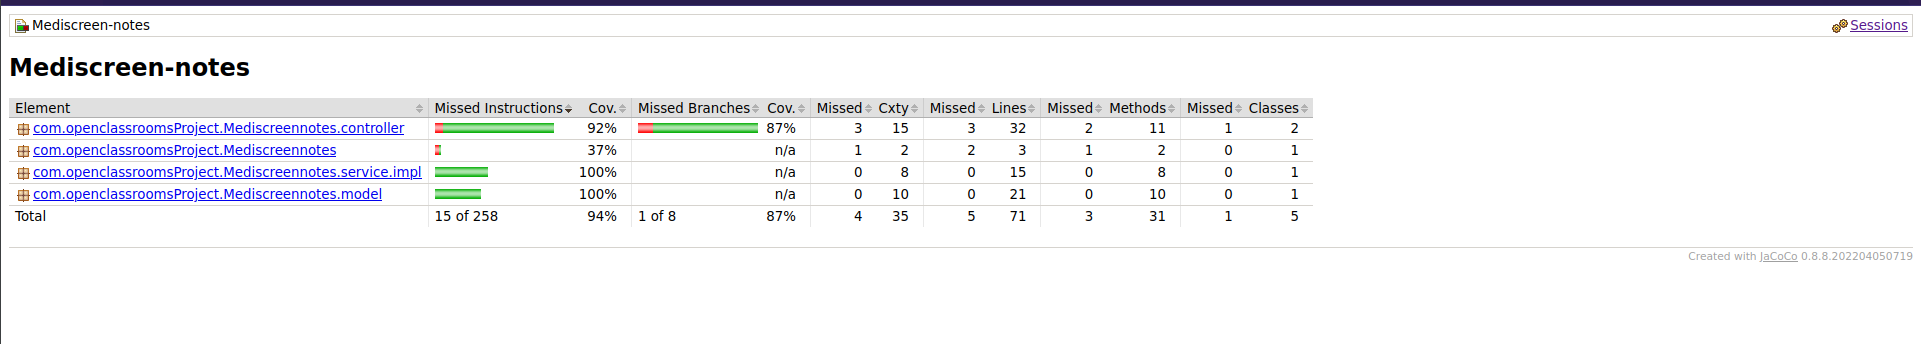 Mediscreen-notes Sessions
Mediscreen-notes
Element Missed Instructions Cov. Missed Branches Cov. Missed Cxty Missed Lines Missed Methods Missed Classes
com.openclassroomsProject.Mediscreennotes.controller 92% 87% 3 15 3 32 2 11 1 2
com.openclassroomsProject.Mediscreennotes 37% n/a 1 2 2 3 1 2 0 1
com.openclassroomsProject.Mediscreennotes.service.impl 100% n/a 0 8 0 15 0 8 0 1
com.openclassroomsProject.Mediscreennotes.model 100% n/a 0 10 0 21 0 10 0 1
Total 15 of 258 94% 1 of 8 87% 4 35 5 71 3 31 1 5
Created with JaCoCo 0.8.8.202204050719